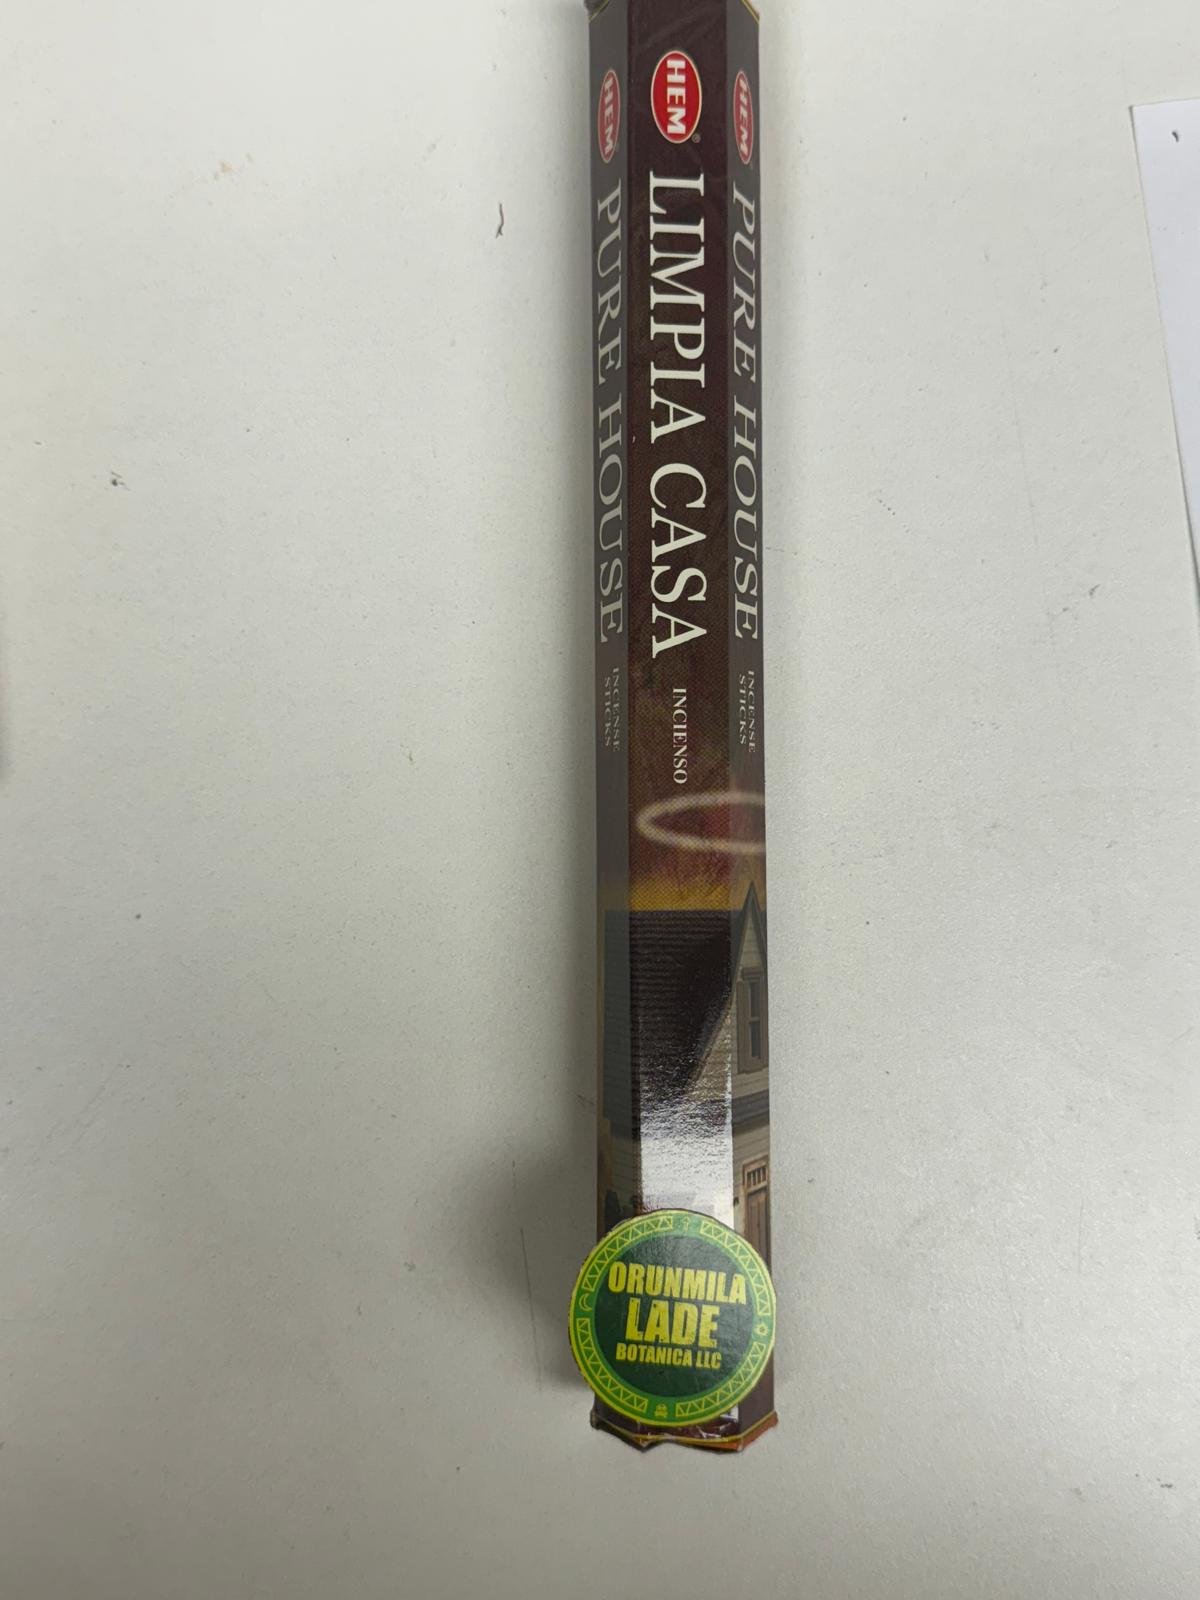 HEM
PURE HOUSE
INCENSE
STICKS
HEM®
LIMPIA CASA
INCIENSO
HEM
PURE HOUSE
INCENSE
STICKS
ORUNMILA
LADE
BOTANICA LLC